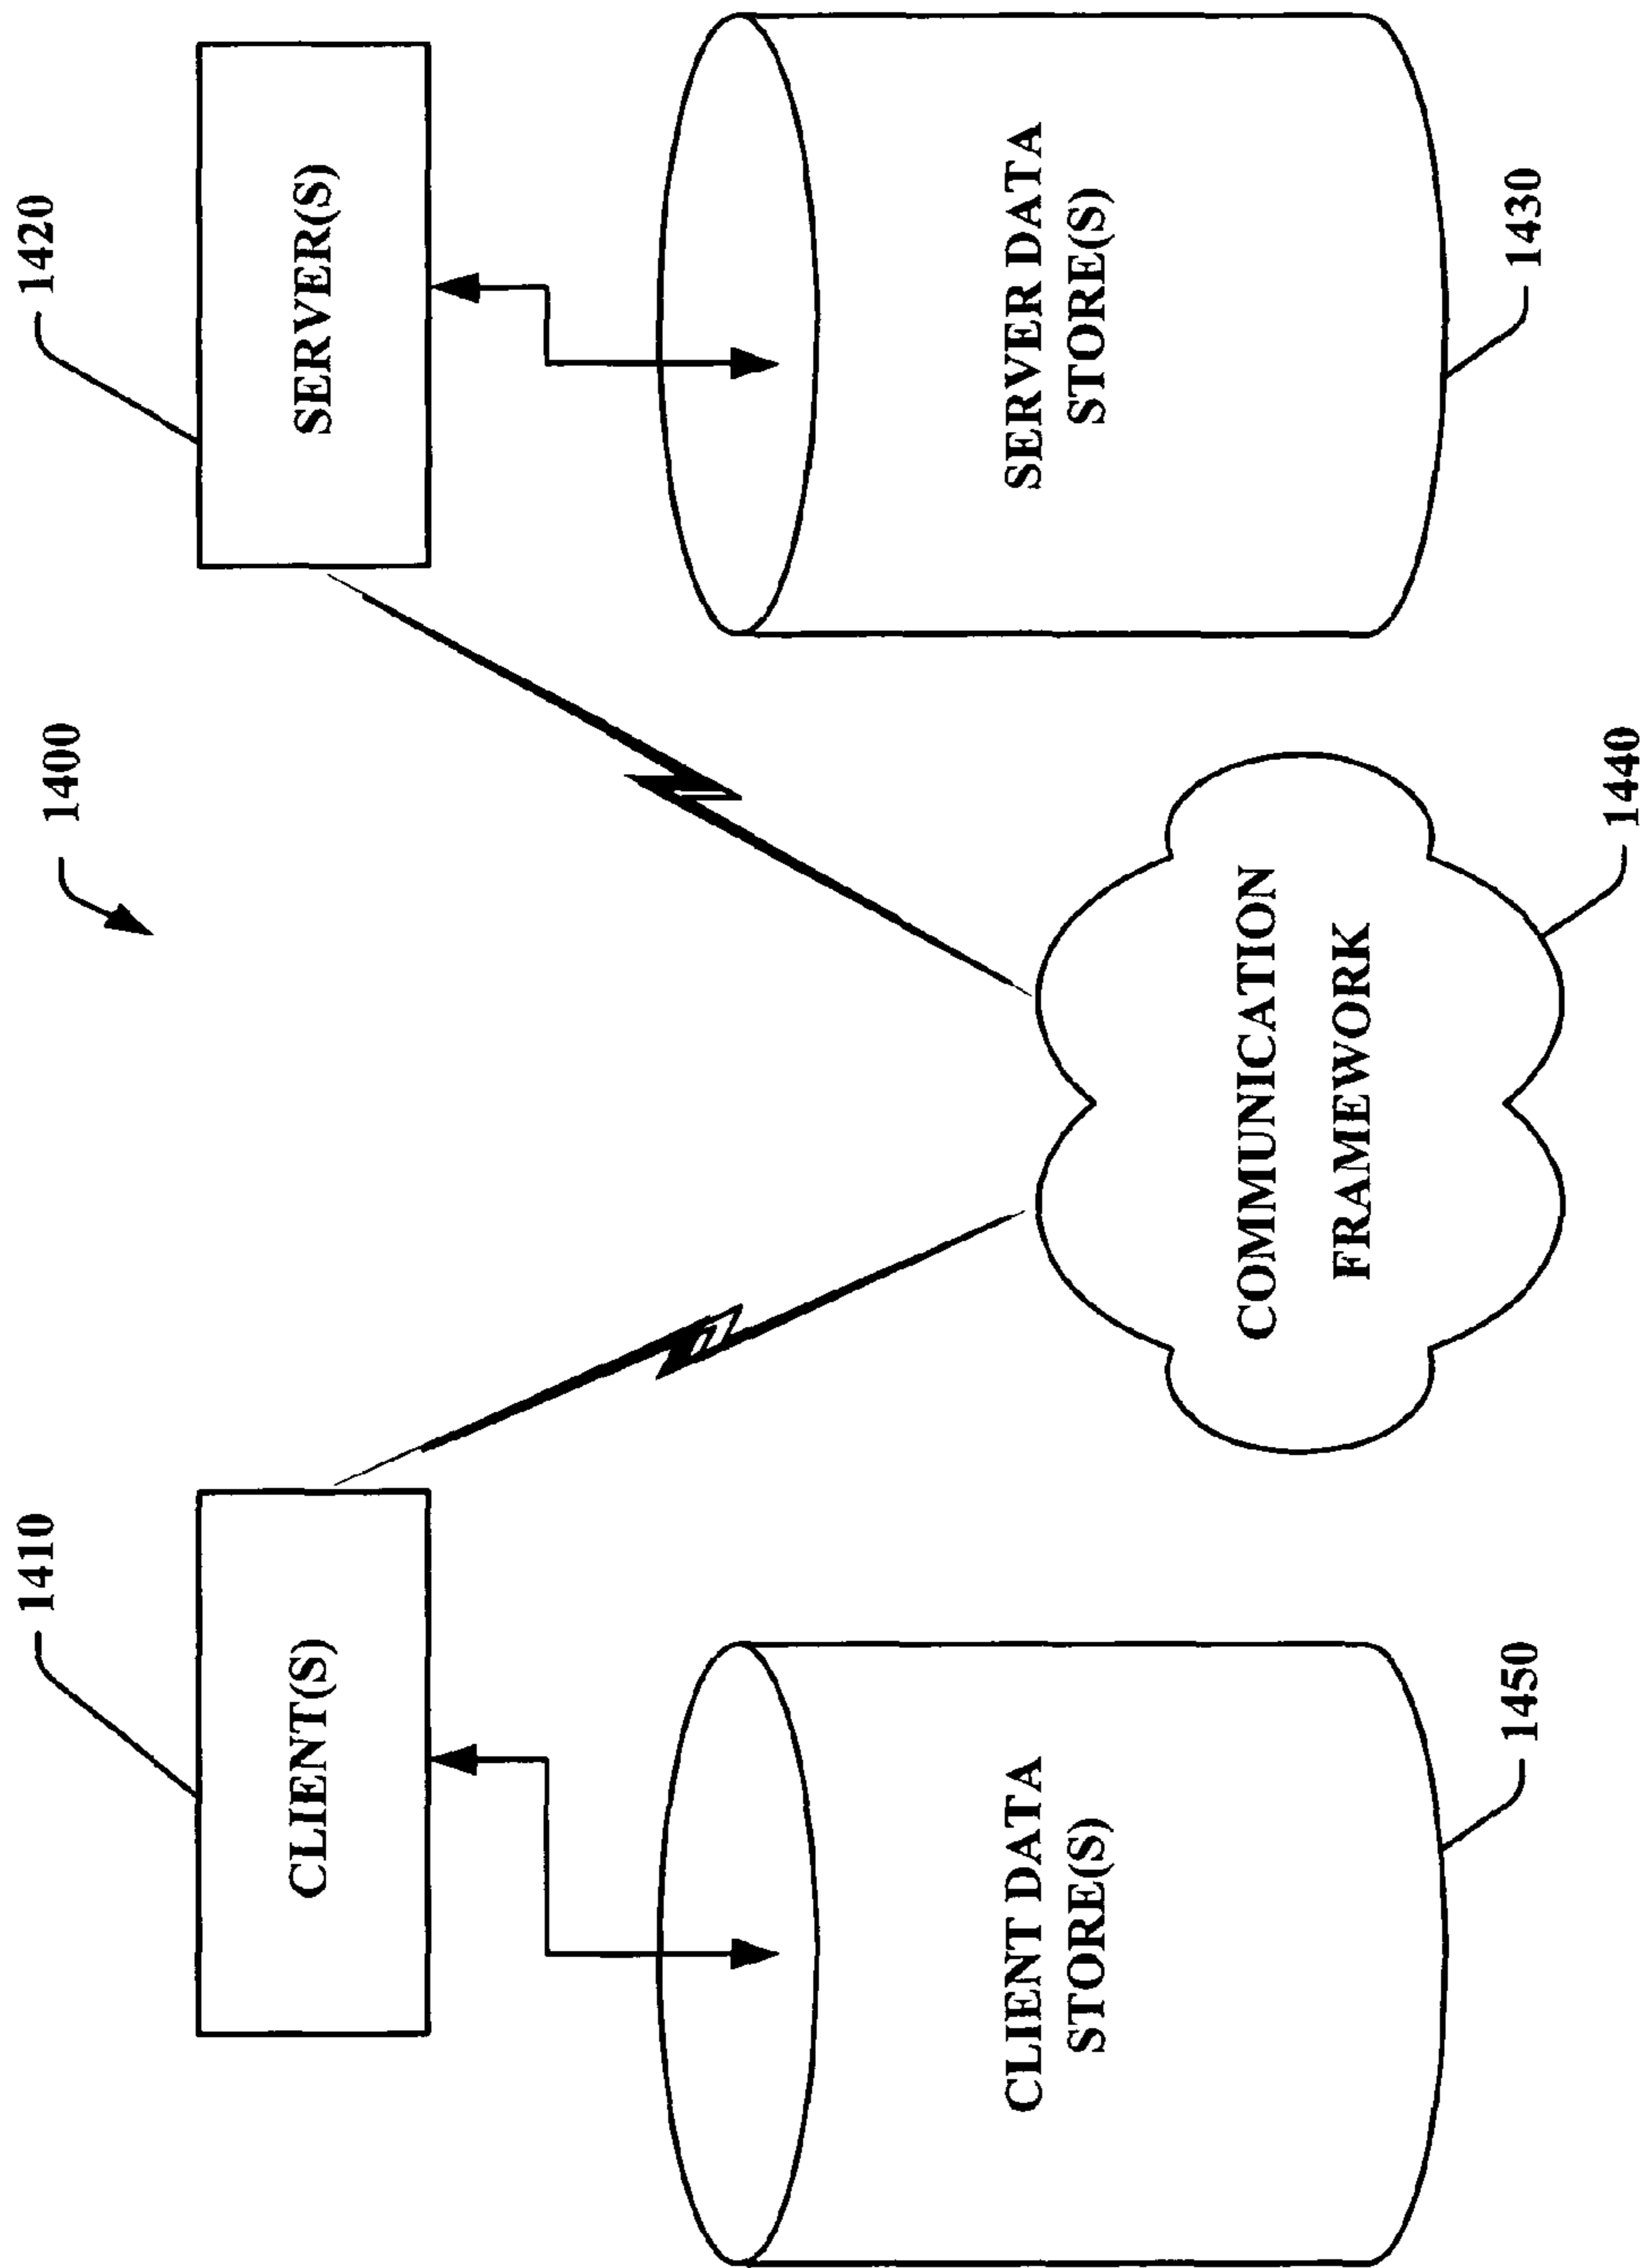 1400
1410
1420
CLIENT(S)
SERVER(S)
CLIENT DATA
STORE(S)
SERVER DATA
STORE(S)
COMMUNICATION
FRAMEWORK
1450
1430
1440